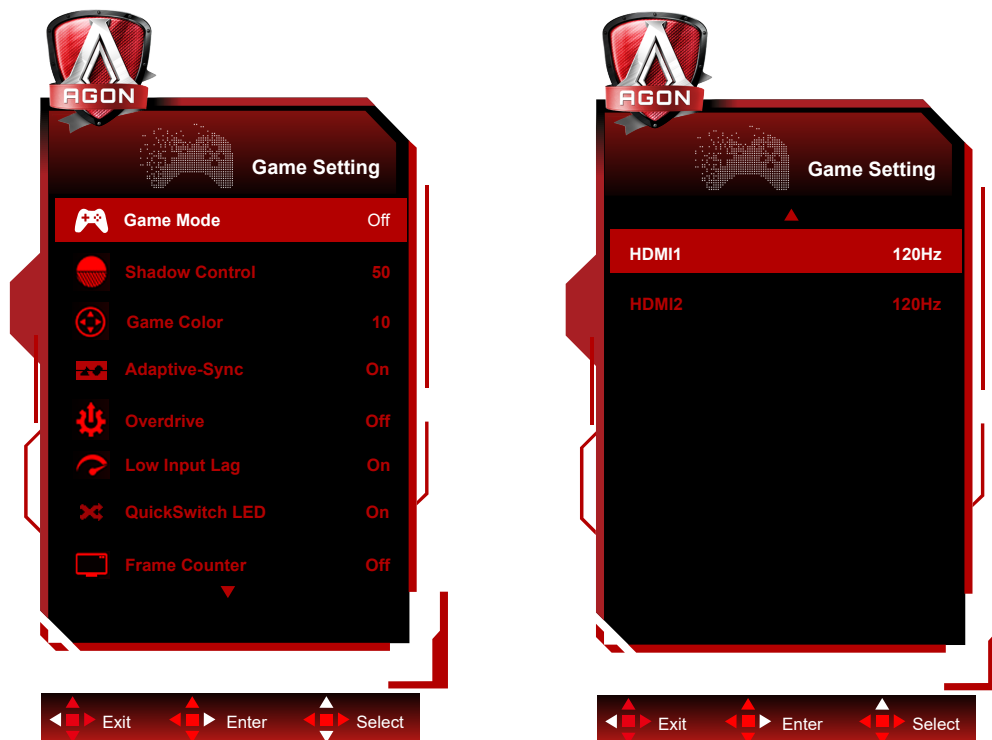 AGON
Game Setting
Game Mode Off
Shadow Control 50
Game Color 10
Adaptive-Sync On
Overdrive Off
Low Input Lag On
QuickSwitch LED On
Frame Counter Off
Exit Enter Select
AGON
Game Setting
HDMI1 120Hz
HDMI2 120Hz
Exit Enter Select